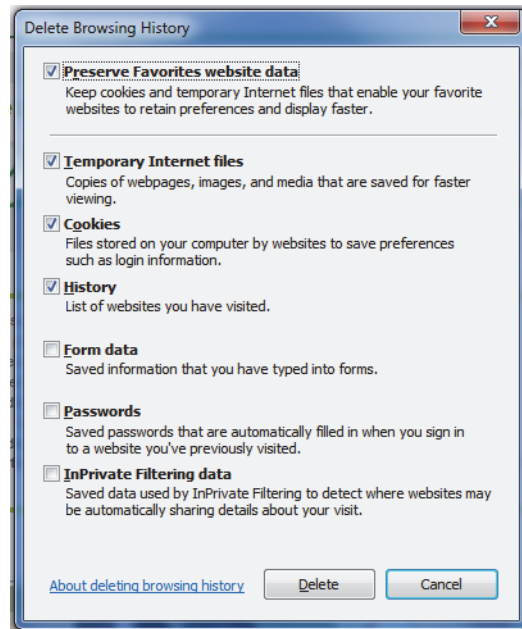 Delete Browsing History
Preserve Favorites website data
Keep cookies and temporary Internet files that enable your favorite
websites to retain preferences and display faster.
Temporary Internet files
Copies of webpages, images, and media that are saved for faster
viewing.
Cookies
Files stored on your computer by websites to save preferences
such as login information.
History
List of websites you have visited.
Form data
Saved information that you have typed into forms.
Passwords
Saved passwords that are automatically filled in when you sign in
to a website you've previously visited.
InPrivate Filtering data
Saved data used by InPrivate Filtering to detect where websites may
be automatically sharing details about your visit.
About deleting browsing history Delete Cancel